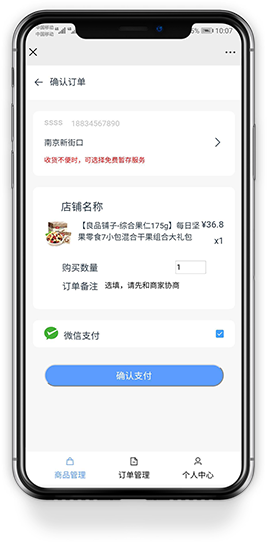 中国移动
中国移动
5% 10:07
确认订单
ssss 18834567890
南京新街口
收货不便时，可选择免费暂存服务
店铺名称
【良品铺子-综合果仁175g】每日坚 ¥36.8
果零食7小包混合干果组合大礼包 x1
购买数量 1
订单备注 选填，请先和商家协商
微信支付
确认支付
商品管理 订单管理 个人中心